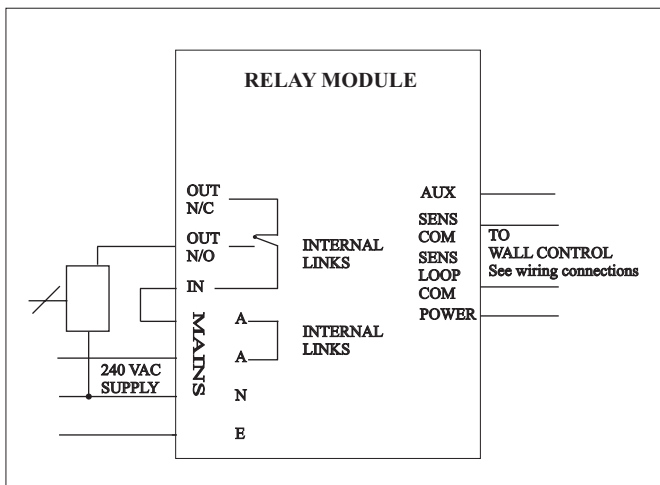 RELAY MODULE
OUT
N/C
OUT
N/O
IN
INTERNAL
LINKS
MAINS
A
A
N
E
INTERNAL
LINKS
240 VAC
SUPPLY
AUX
SENS
COM
SENS
LOOP
COM
POWER
TO
WALL CONTROL
See wiring connections